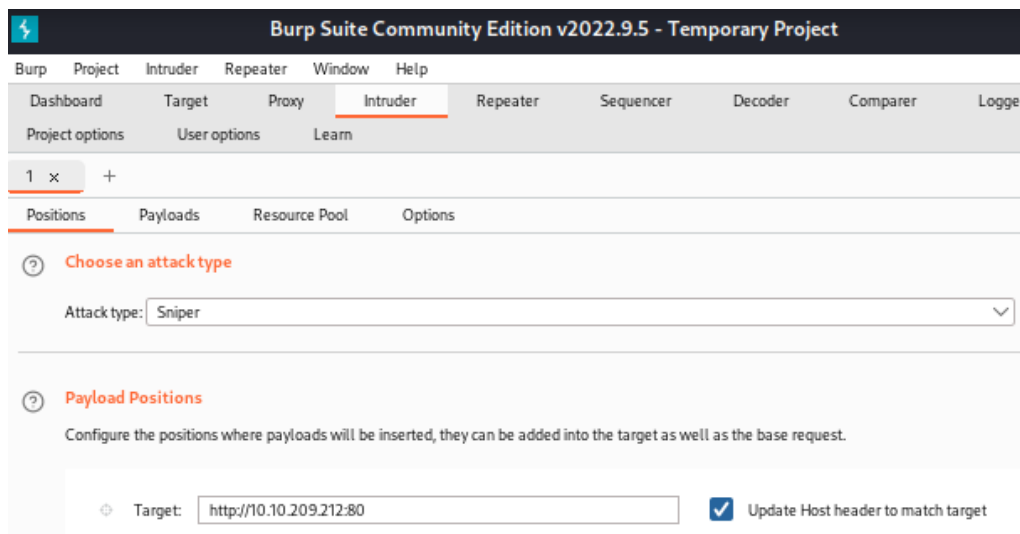 Burp Suite Community Edition v2022.9.5 - Temporary Project
Burp Project Intruder Repeater Window Help
Dashboard Target Proxy Intruder Repeater Sequencer Decoder Comparer Logge
Project options User options Learn
1 × +
Positions Payloads Resource Pool Options
? Choose an attack type
Attack type: Sniper
? Payload Positions
Configure the positions where payloads will be inserted, they can be added into the target as well as the base request.
Target: http://10.10.209.212:80 Update Host header to match target